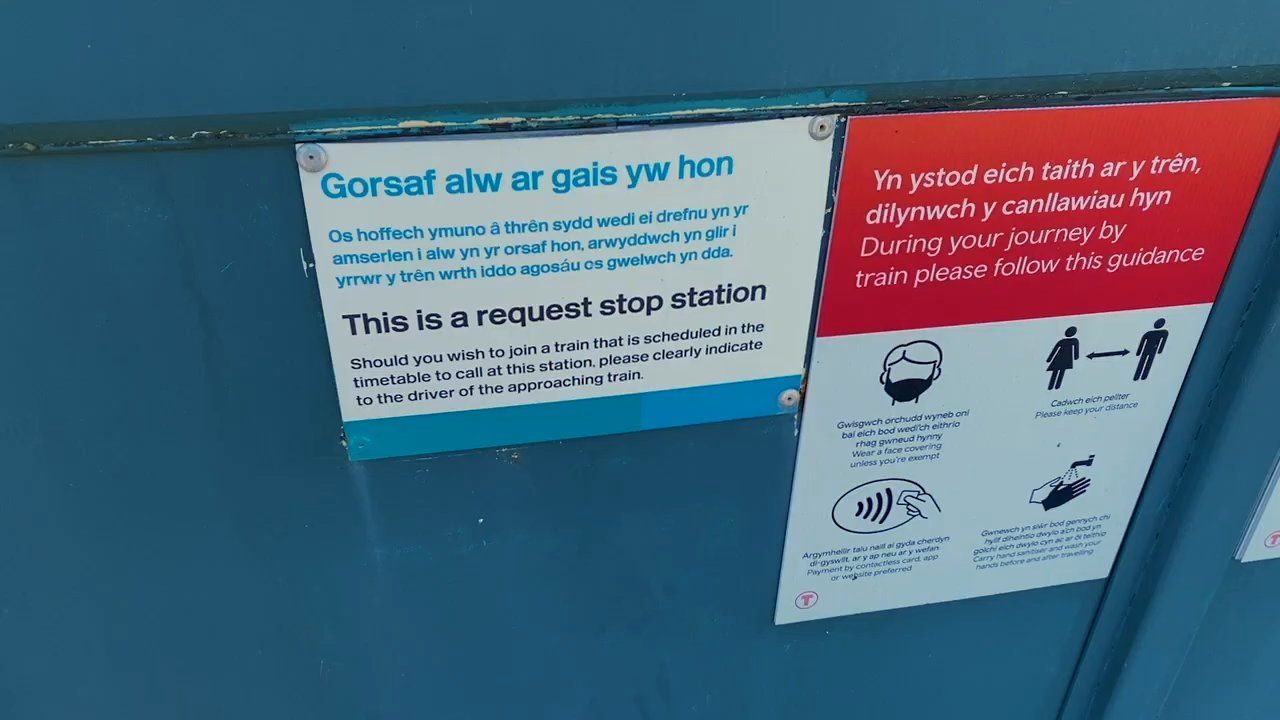 Gorsaf alw ar gais yw hon
Os hoffech ymuno â thrên sydd wedi ei drefnu yn yr
amserlen i alw yn yr orsaf hon, arwyddwch yn glir i
yrrwr y trên wrth iddo agosáu os gwelwch yn dda.
This is a request stop station
Should you wish to join a train that is scheduled in the
timetable to call at this station, please clearly indicate
to the driver of the approaching train.
Yn ystod eich taith ar y trên,
dilynwch y canllawiau hyn
During your journey by
train please follow this guidance
Gwisgwch orchudd wyneb oni
bai eich bod wedi'ch eithrio
rhag gwneud hynny
Wear a face covering
unless you're exempt
Cadwch eich pellter
Please keep your distance
Argymhellir talu naill ai gyda cherdyn
di-gyswllt, ar y ap neu ar y wefan
Payment by contactless card, app
or website preferred
Gwnewch yn siŵr bod gennych chi
hylif diheintio dwylo a'ch bod yn
golchi eich dwylo cyn ac ar ôl teithio
Carry hand sanitiser and wash your
hands before and after travelling
T